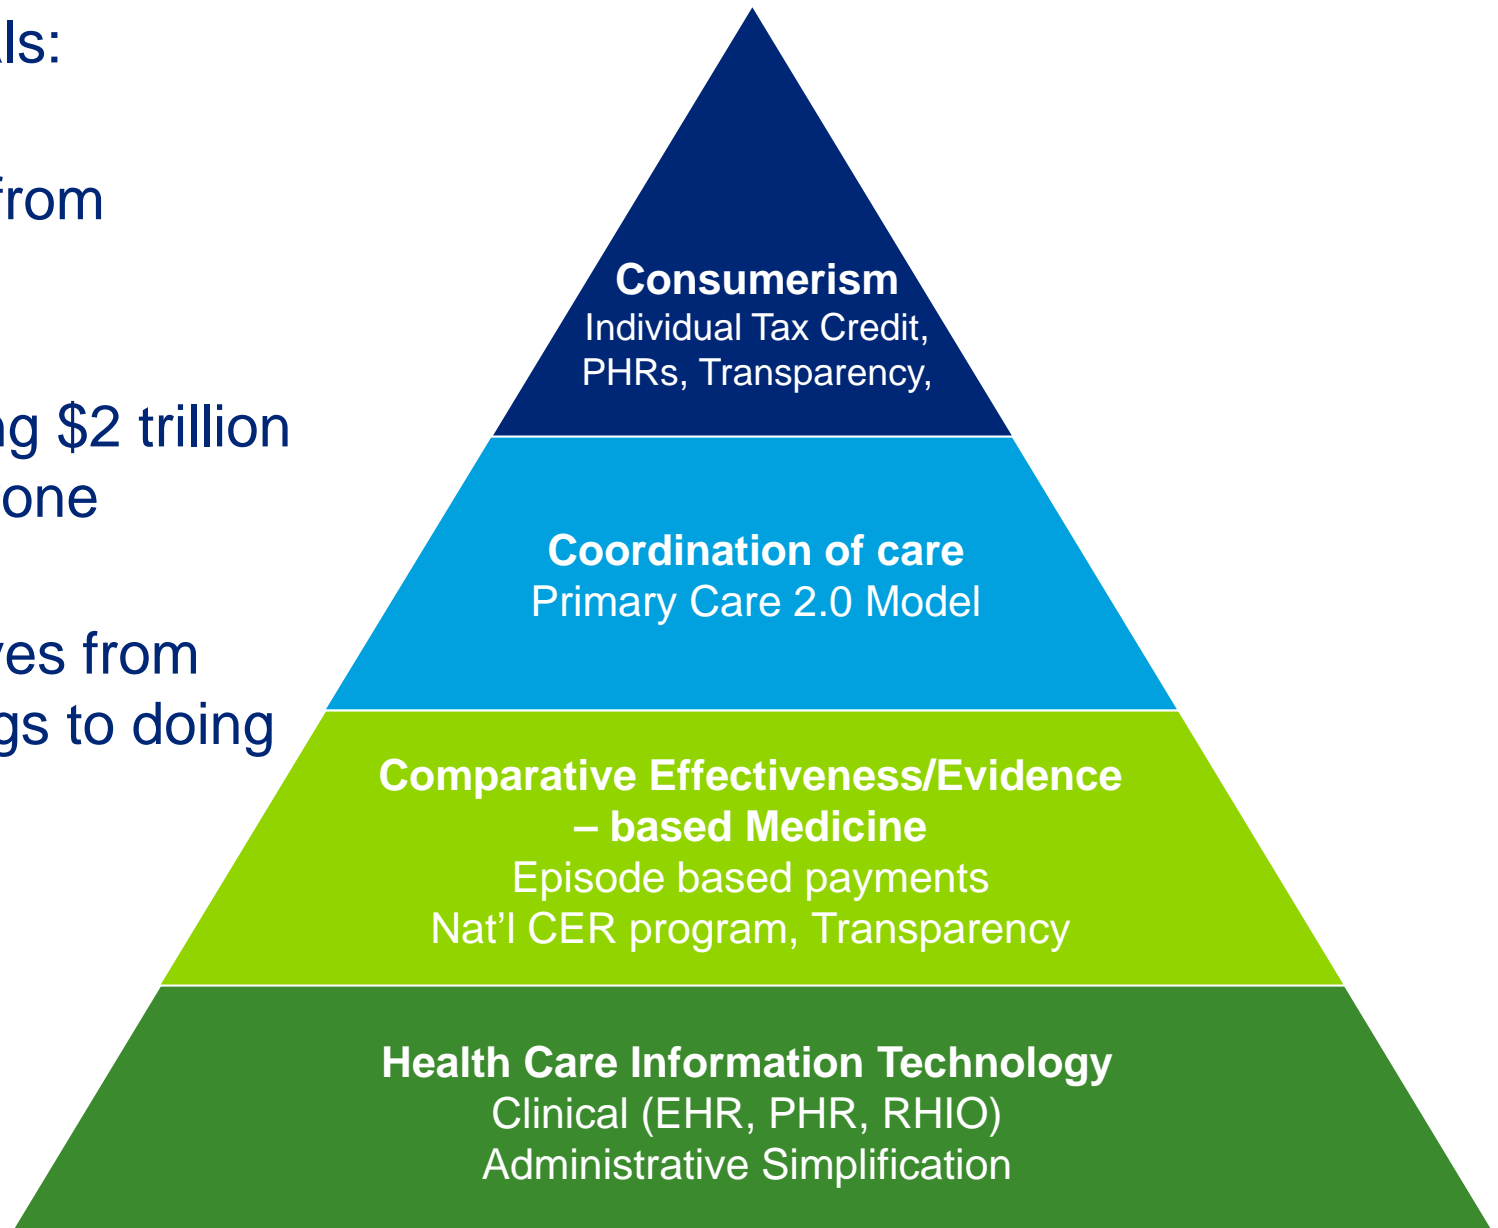 ls:
from
ng $2 trillion
one
ves from
gs to doing
Consumerism
Individual Tax Credit,
PHRs, Transparency,
Coordination of care
Primary Care 2.0 Model
Comparative Effectiveness/Evidence
– based Medicine
Episode based payments
Nat’l CER program, Transparency
Health Care Information Technology
Clinical (EHR, PHR, RHIO)
Administrative Simplification